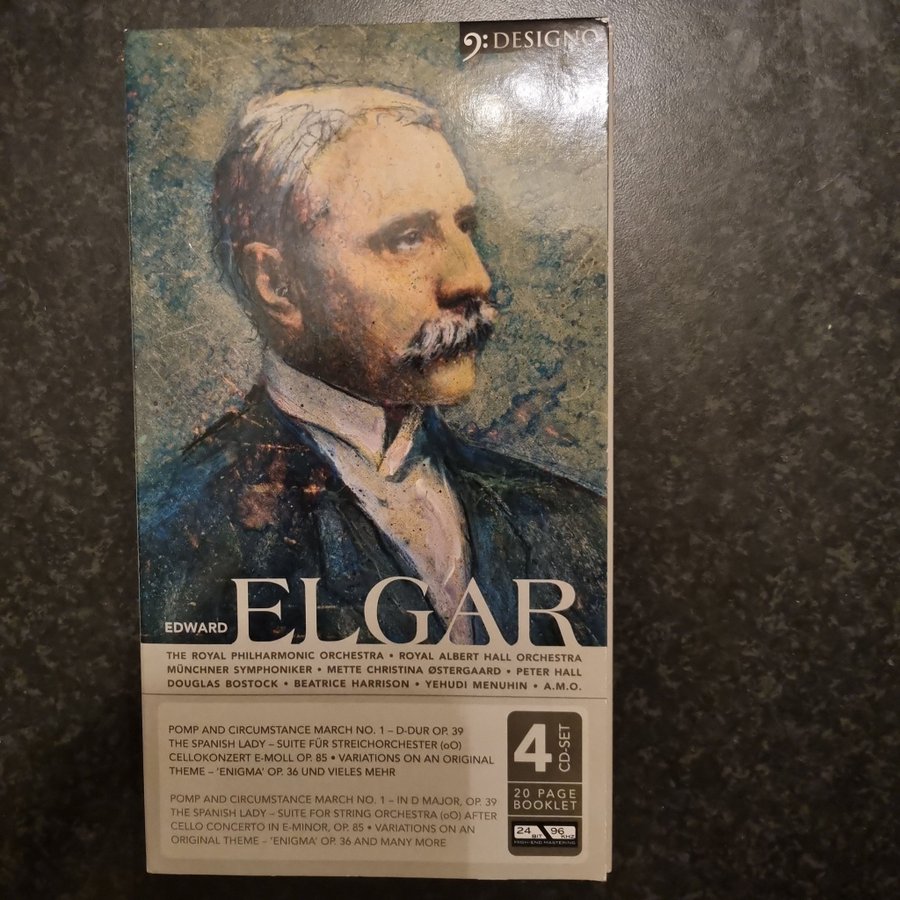 DESIGNO
EDWARD ELGAR
THE ROYAL PHILHARMONIC ORCHESTRA • ROYAL ALBERT HALL ORCHESTRA
MÜNCHNER SYMPHONIKER • METTE CHRISTINA ØSTERGAARD • PETER HALL
DOUGLAS BOSTOCK • BEATRICE HARRISON • YEHUDI MENUHIN • A.M.O.
POMP AND CIRCUMSTANCE MARCH NO. 1 – D-DUR OP. 39
THE SPANISH LADY – SUITE FÜR STREICHORCHESTER (oO)
CELLOKONZERT E-MOLL OP. 85 • VARIATIONS ON AN ORIGINAL
THEME – 'ENIGMA' OP. 36 UND VIELES MEHR
POMP AND CIRCUMSTANCE MARCH NO. 1 – IN D MAJOR, OP. 39
THE SPANISH LADY – SUITE FOR STRING ORCHESTRA (oO) AFTER
CELLO CONCERTO IN E-MINOR, OP. 85 • VARIATIONS ON AN
ORIGINAL THEME – 'ENIGMA' OP. 36 AND MANY MORE
4 CD-SET
20 PAGE
BOOKLET
24 BIT 96 KHZ
HIGH-END MASTERING